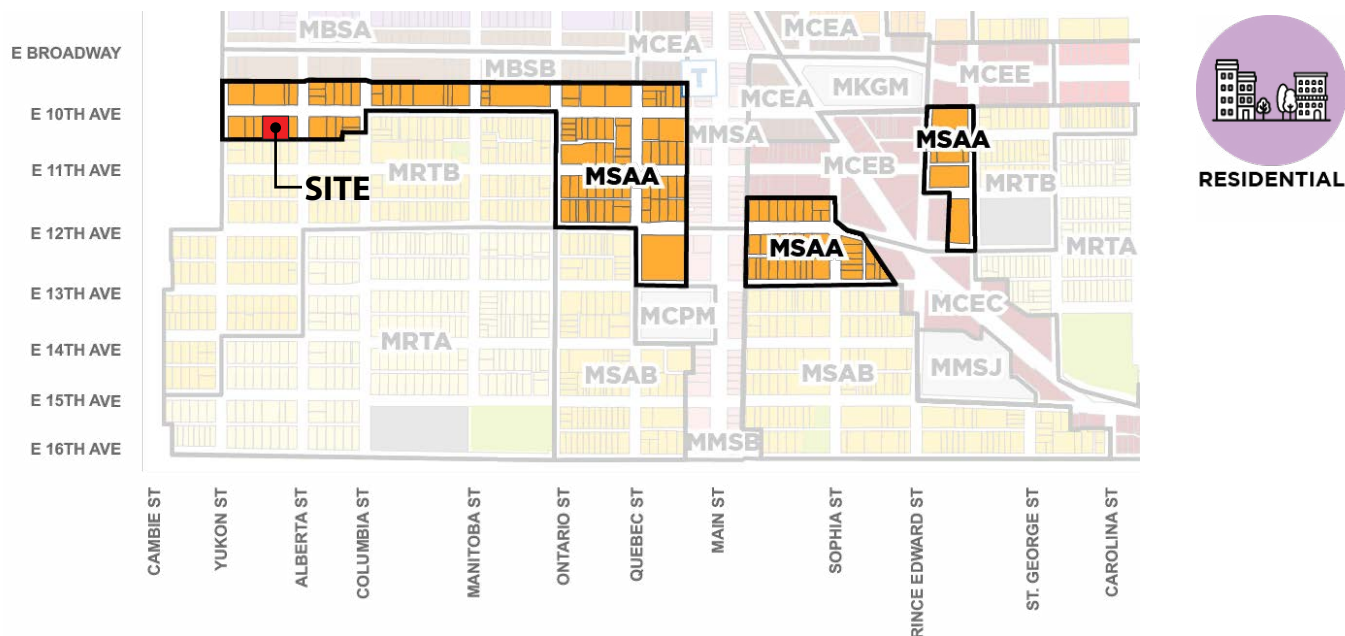 MBSA
MCEA
MCEA
E BROADWAY
MBSB
T
MCEE
MCEA
MKGM
E 10TH AVE
MMSA
MCEB
MSAA
E 11TH AVE
MRTB
MSAA
MRTB
RESIDENTIAL
SITE
E 12TH AVE
MSAA
MRTA
E 13TH AVE
MCPM
MCEC
E 14TH AVE
MRTA
MSAB
MSAB
MMSJ
E 15TH AVE
E 16TH AVE
MMSB
CAMBIE ST
YUKON ST
ALBERTA ST
COLUMBIA ST
MANITOBA ST
ONTARIO ST
QUEBEC ST
MAIN ST
SOPHIA ST
RINCE EDWARD ST
ST. GEORGE ST
CAROLINA ST